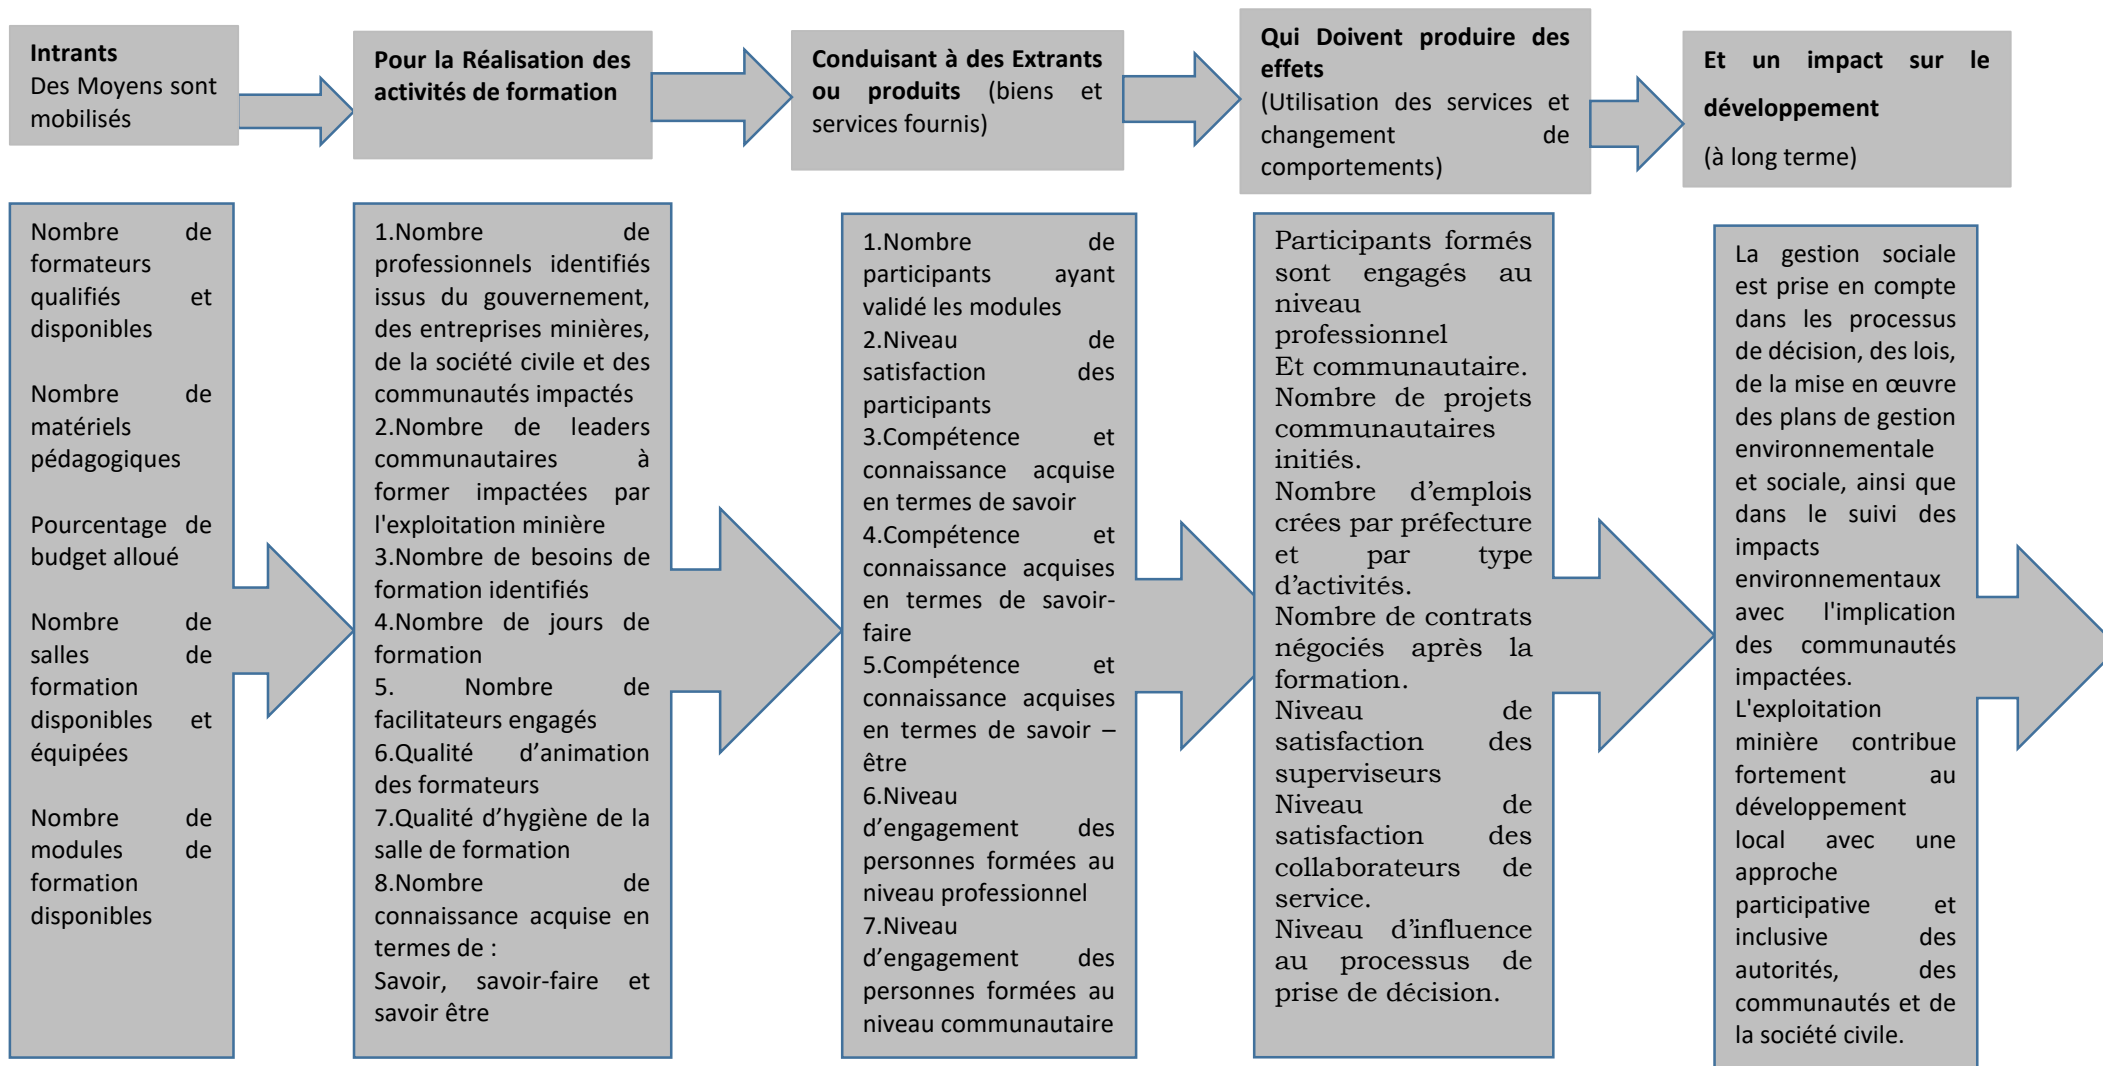 Intrants
Des Moyens sont
mobilisés
Pour la Réalisation des
activités de formation
Conduisant à des Extrants
ou produits (biens et
services fournis)
Qui Doivent produire des
effets
(Utilisation des services et
changement de
comportements)
Et un impact sur le
développement
(à long terme)
Nombre de
formateurs
qualifiés et
disponibles
Nombre de
matériels
pédagogiques
Pourcentage de
budget alloué
Nombre de
salles de
formation
disponibles et
équipées
Nombre de
modules de
formation
disponibles
1.Nombre de
professionnels identifiés
issus du gouvernement,
des entreprises minières,
de la société civile et des
communautés impactés
2.Nombre de leaders
communautaires à
former impactées par
l'exploitation minière
3.Nombre de besoins de
formation identifiés
4.Nombre de jours de
formation
5. Nombre de
facilitateurs engagés
6.Qualité d’animation
des formateurs
7.Qualité d’hygiène de la
salle de formation
8.Nombre de
connaissance acquise en
termes de :
Savoir, savoir-faire et
savoir être
1.Nombre de
participants ayant
validé les modules
2.Niveau de
satisfaction des
participants
3.Compétence et
connaissance acquise
en termes de savoir
4.Compétence et
connaissance acquises
en termes de savoir-
faire
5.Compétence et
connaissance acquises
en termes de savoir –
être
6.Niveau
d’engagement des
personnes formées au
niveau professionnel
7.Niveau
d’engagement des
personnes formées au
niveau communautaire
Participants formés
sont engagés au
niveau
professionnel
Et communautaire.
Nombre de projets
communautaires
initiés.
Nombre d’emplois
crées par préfecture
et par type
d’activités.
Nombre de contrats
négociés après la
formation.
Niveau de
satisfaction des
superviseurs
Niveau de
satisfaction des
collaborateurs de
service.
Niveau d’influence
au processus de
prise de décision.
La gestion sociale
est prise en compte
dans les processus
de décision, des lois,
de la mise en œuvre
des plans de gestion
environnementale
et sociale, ainsi que
dans le suivi des
impacts
environnementaux
avec l'implication
des communautés
impactées.
L'exploitation
minière contribue
fortement au
développement
local avec une
approche
participative et
inclusive des
autorités, des
communautés et de
la société civile.